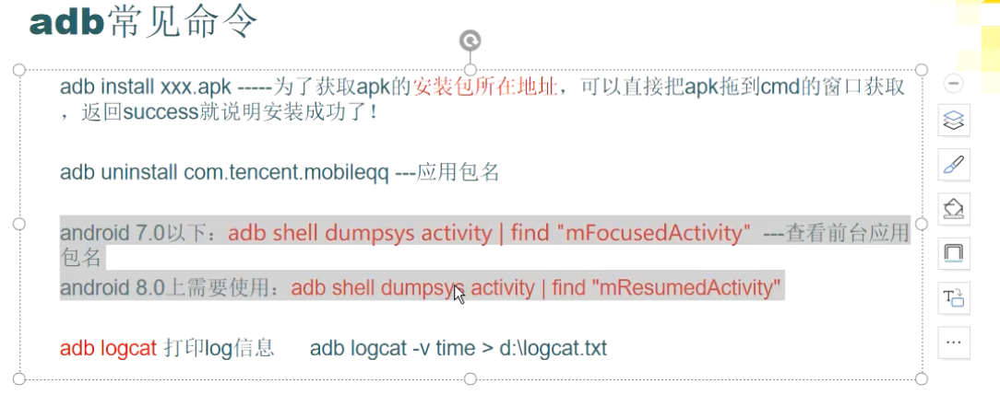 adb常见命令
adb install xxx.apk -----为了获取apk的安装包所在地址，可以直接把apk拖到cmd的窗口获取
，返回success就说明安装成功了！
adb uninstall com.tencent.mobileqq ---应用包名
android 7.0以下：adb shell dumpsys activity | find "mFocusedActivity"  ---查看前台应用
包名
android 8.0上需要使用：adb shell dumpsys activity | find "mResumedActivity"
adb logcat 打印log信息      adb logcat -v time > d:\logcat.txt